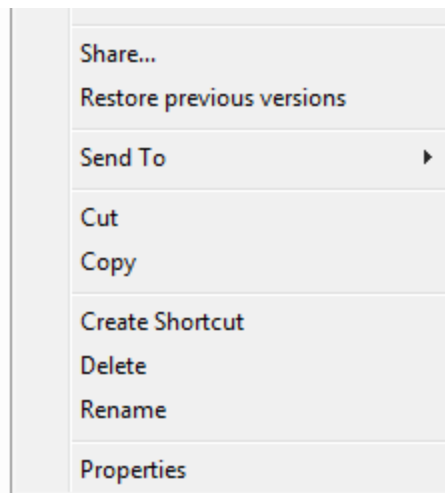 Share...
Restore previous versions
Send To
Cut
Copy
Create Shortcut
Delete
Rename
Properties